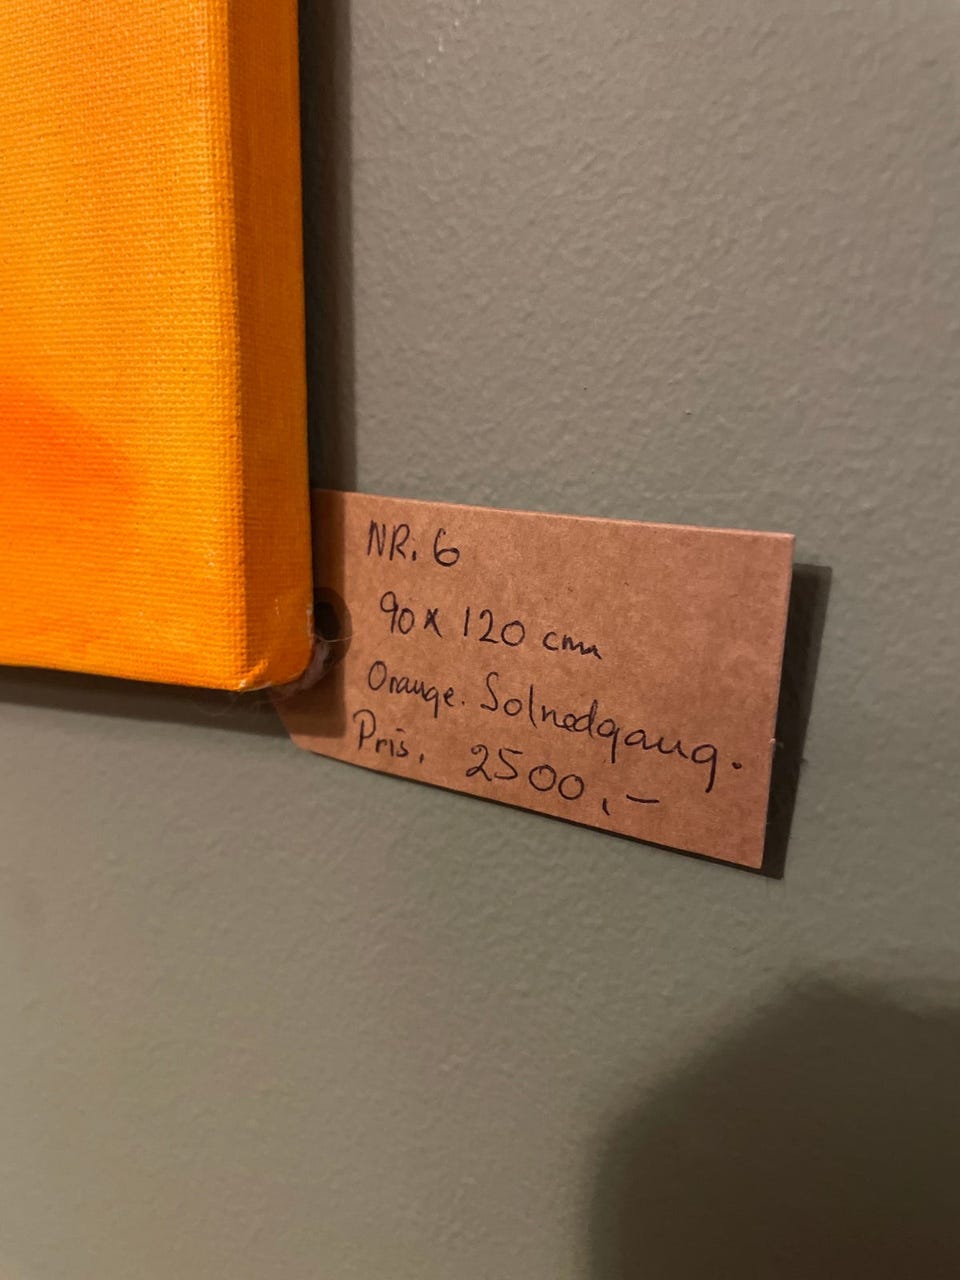 NR. 6
90 x 120 cm
Orange. Solnedgang.
Pris. 2500,-